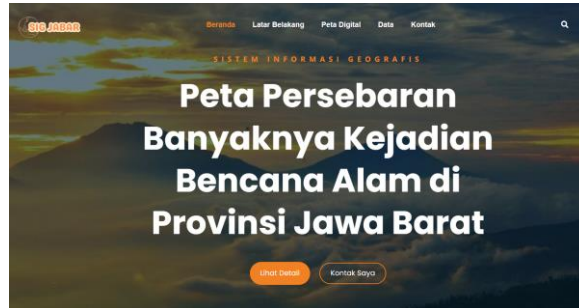 SIG JABAR
Beranda Latar Belakang Peta Digital Data Kontak
SISTEM INFORMASI GEOGRAFIS
Peta Persebaran
Banyaknya Kejadian
Bencana Alam di
Provinsi Jawa Barat
Lihat Detail Kontak Saya